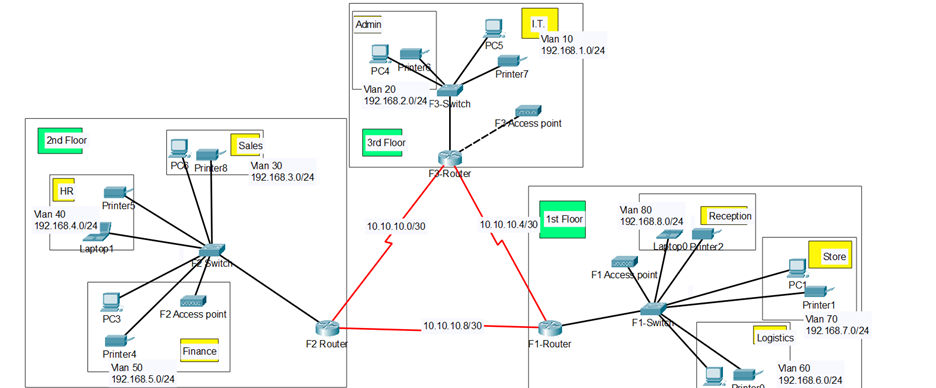 Admin
I.T.
Vlan 10
192.168.1.0/24
PC5
Printer6
PC4
Printer7
Vlan 20
192.168.2.0/24
F3-Switch
F3 Access point
3rd Floor
F3-Router
2nd Floor
Sales
PC6
Printer8
Vlan 30
192.168.3.0/24
HR
Printer5
Vlan 40
192.168.4.0/24
Laptop1
F2 Switch
PC3
F2 Access point
Printer4
Finance
Vlan 50
192.168.5.0/24
F2 Router
10.10.10.0/30
10.10.10.4/30
10.10.10.8/30
1st Floor
Vlan 80
192.168.8.0/24
Reception
Laptop0
Printer2
F1 Access point
Store
PC1
Printer1
Vlan 70
192.168.7.0/24
F1-Switch
F1-Router
Logistics
Vlan 60
192.168.6.0/24
Printer0